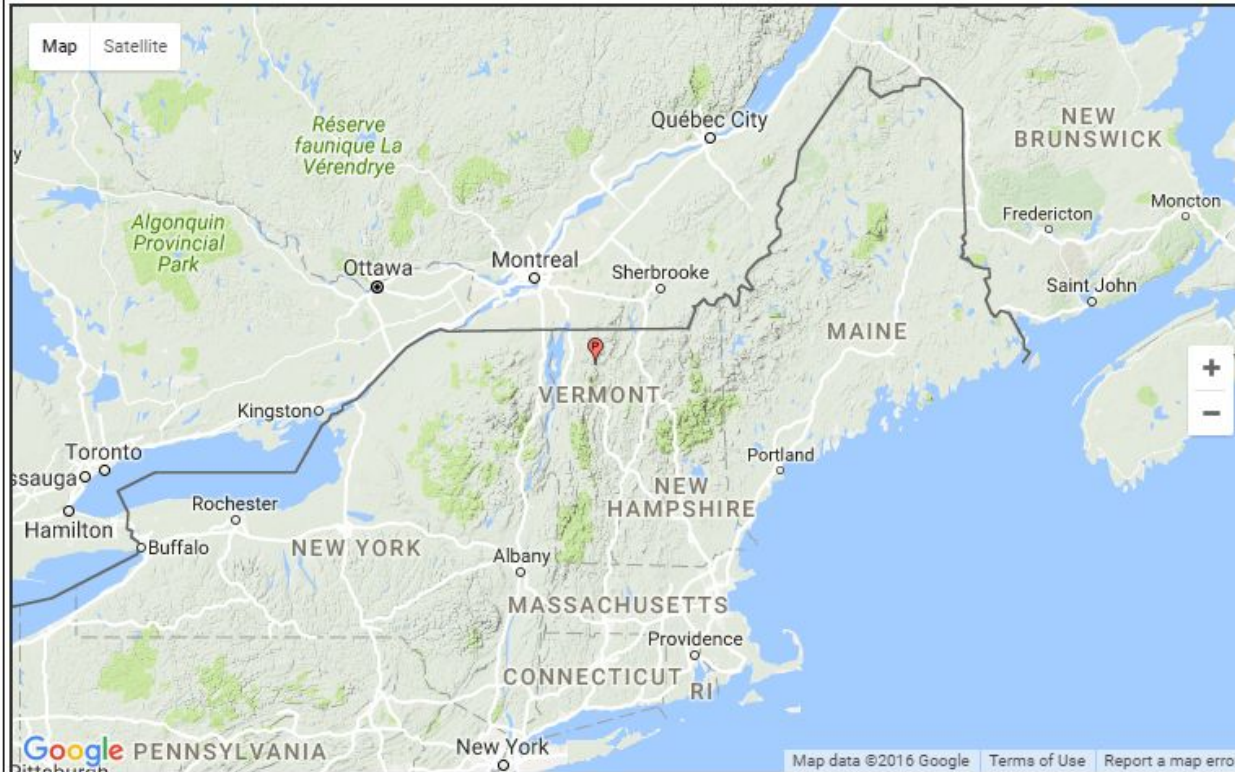 Map Satellite
Québec City
NEW
BRUNSWICK
Réserve
faunique La
Vérendrye
y
Algonquin
Provincial
Park
Fredericton
Moncton
Ottawa
Montreal
Sherbrooke
Saint John
MAINE
P
+
VERMONT
−
Kingston
Toronto
ssauga
Portland
Hamilton
Rochester
NEW
HAMPSHIRE
Buffalo
NEW YORK
Albany
MASSACHUSETTS
Providence
CONNECTICUT
RI
Google
PENNSYLVANIA
New York
Pittsburgh
Map data ©2016 Google Terms of Use Report a map erro